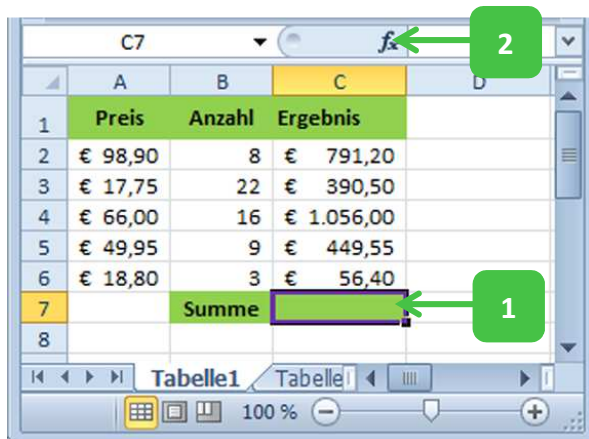 C7 fx 2
A B C D
1 Preis Anzahl Ergebnis
2 € 98,90 8 € 791,20
3 € 17,75 22 € 390,50
4 € 66,00 16 € 1.056,00
5 € 49,95 9 € 449,55
6 € 18,80 3 € 56,40
7 Summe 1
8
Tabelle1 Tabelle
100 %